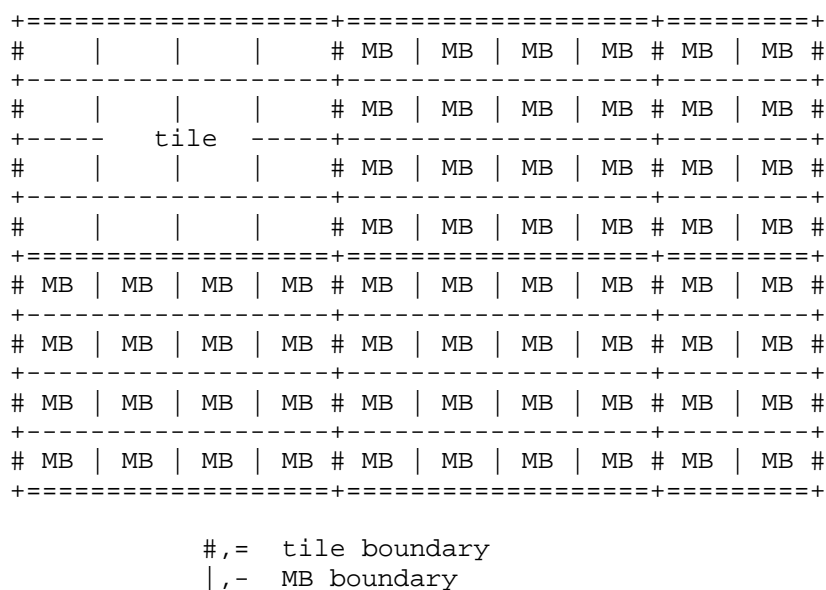 +===================+===================+=========+
#    |    |    |    # MB | MB | MB | MB # MB | MB #
+-------------------+-------------------+---------+
#    |    |    |    # MB | MB | MB | MB # MB | MB #
+-----   tile  -----+-------------------+---------+
#    |    |    |    # MB | MB | MB | MB # MB | MB #
+-------------------+-------------------+---------+
#    |    |    |    # MB | MB | MB | MB # MB | MB #
+===================+===================+=========+
# MB | MB | MB | MB # MB | MB | MB | MB # MB | MB #
+-------------------+-------------------+---------+
# MB | MB | MB | MB # MB | MB | MB | MB # MB | MB #
+-------------------+-------------------+---------+
# MB | MB | MB | MB # MB | MB | MB | MB # MB | MB #
+-------------------+-------------------+---------+
# MB | MB | MB | MB # MB | MB | MB | MB # MB | MB #
+===================+===================+=========+
#,=  tile boundary
|,-  MB boundary